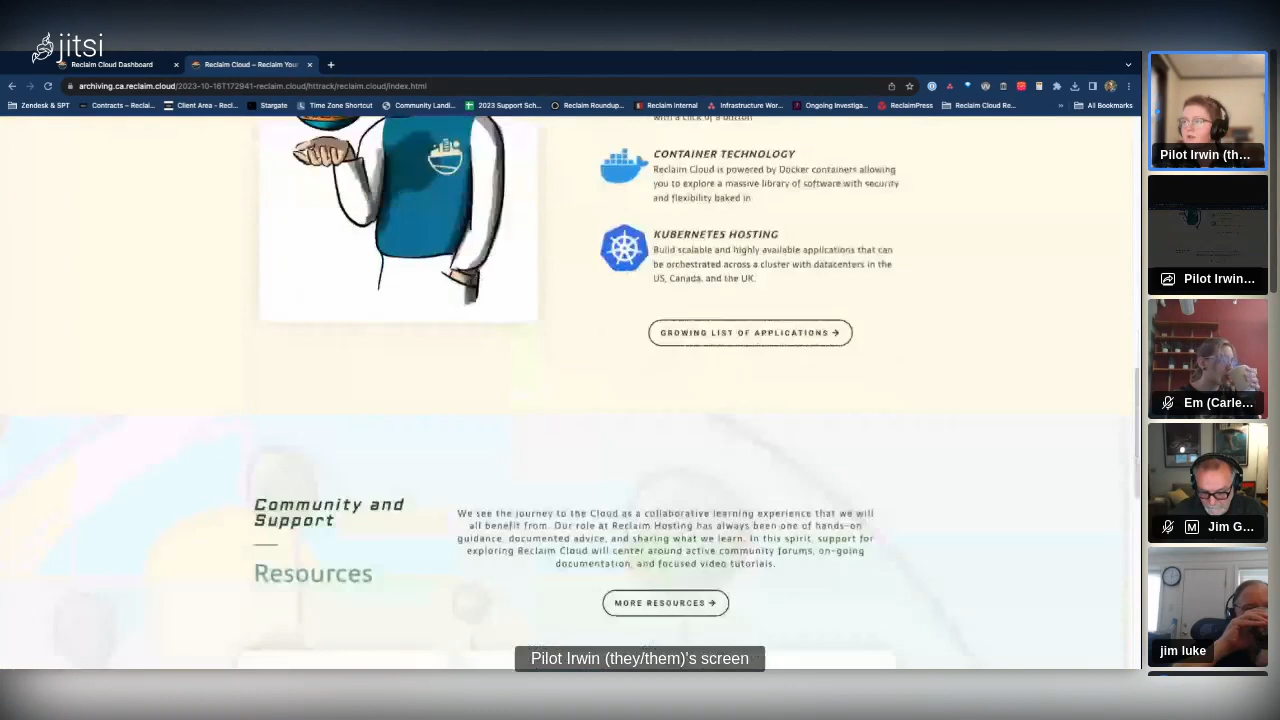 jitsi
Reclaim Cloud Dashboard
Reclaim Cloud – Reclaim You
archiving.ca.reclaim.cloud/2023-10-16T172941-reclaim.cloud/httrack/reclaim.cloud/index.html
Zendesk & SPT
Contracts – Reclai...
Client Area - Recl...
Stargate
Time Zone Shortcut
Community Landi...
2023 Support Sch...
Reclaim Roundup...
Reclaim Internal
Infrastructure Wor...
Ongoing Investiga...
ReclaimPress
Reclaim Cloud Re...
»
All Bookmarks
with a click of a button
CONTAINER TECHNOLOGY
Reclaim Cloud is powered by Docker containers allowing
you to explore a massive library of software with security
and flexibility baked in
KUBERNETES HOSTING
Build scalable and highly available applications that can
be orchestrated across a cluster with datacenters in the
US, Canada, and the UK.
GROWING LIST OF APPLICATIONS →
Community and
Support
Resources
We see the journey to the Cloud as a collaborative learning experience that we will
all benefit from. Our role at Reclaim Hosting has always been one of hands-on
guidance, documented advice, and sharing what we learn. In this spirit, support for
exploring Reclaim Cloud will center around active community forums, on-going
documentation, and focused video tutorials.
MORE RESOURCES →
Pilot Irwin (they/them)'s screen
Pilot Irwin (th...
Pilot Irwin...
Em (Carle...
M Jim G...
jim luke